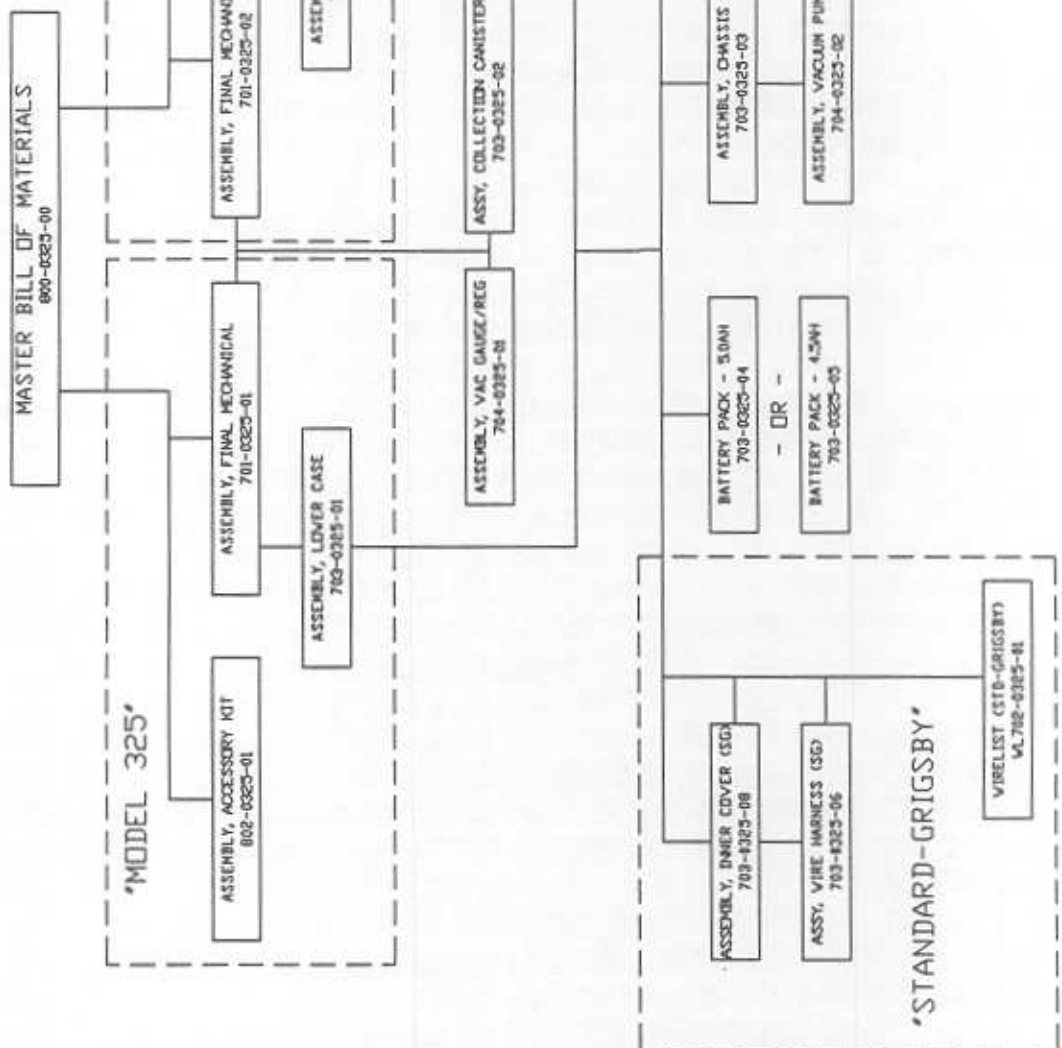 MASTER BILL OF MATERIALS
800-0325-00
"MODEL 325"
ASSEMBLY, ACCESSORY KIT
802-0325-01
ASSEMBLY, FINAL MECHANICAL
701-0325-01
ASSEMBLY, FINAL MECHANI
701-0325-02
ASSEMBLY, LOWER CASE
703-0325-01
ASSEM
ASSEMBLY, VAC GAUGE/REG
704-0325-01
ASSY, COLLECTION CANISTER
703-0325-02
ASSEMBLY, INNER COVER (SG)
703-0325-08
BATTERY PACK - 5.0AH
703-0325-04
ASSEMBLY, CHASSIS
703-0325-03
- OR -
ASSY, WIRE HARNESS (SG)
703-0325-06
BATTERY PACK - 4.5AH
703-0325-05
ASSEMBLY, VACUUM PUM
704-0325-02
"STANDARD-GRIGSBY"
WIRELIST (STD-GRIGSBY)
WL702-0325-01